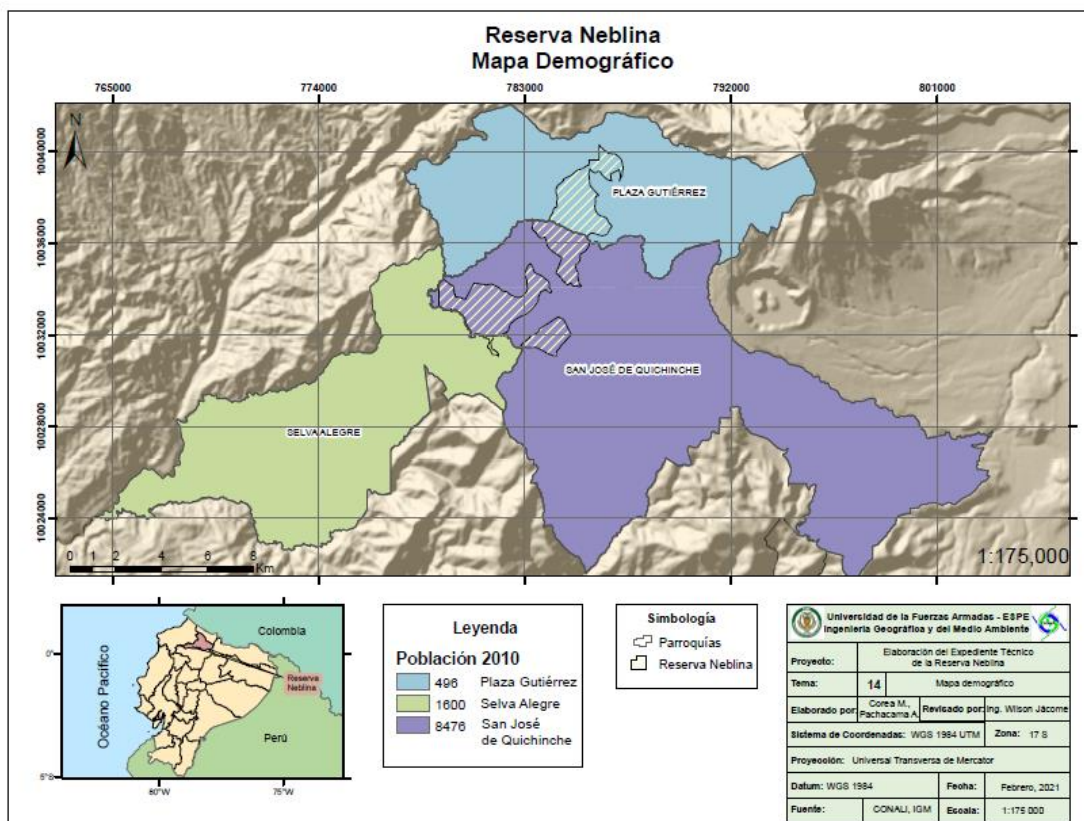 Reserva Neblina
Mapa Demográfico
765000 774000 783000 792000 801000
N
10040000
10036000
10032000
10028000
10024000
PLAZA GUTIÉRREZ
SAN JOSÉ DE QUICHINCHE
SELVA ALEGRE
0 1 2 4 6 8
Km
1:175,000
Océano Pacífico
Colombia
Reserva
Neblina
Perú
0°
5°S
80°W 75°W
Leyenda
Población 2010
496 Plaza Gutiérrez
1600 Selva Alegre
8476 San José
de Quichinche
Simbología
Parroquías
Reserva Neblina
Universidad de la Fuerzas Armadas - ESPE
Ingeniería Geográfica y del Medio Ambiente
Proyecto: Elaboración del Expediente Técnico
de la Reserva Neblina
Tema: 14 Mapa demográfico
Elaborado por: Corea M.,
Pachacama A. Revisado por: Ing. Wilson Jácome
Sistema de Coordenadas: WGS 1984 UTM Zona: 17 S
Proyección: Universal Transversa de Mercator
Datum: WGS 1984 Fecha: Febrero, 2021
Fuente: CONALI, IGM Escala: 1:175 000